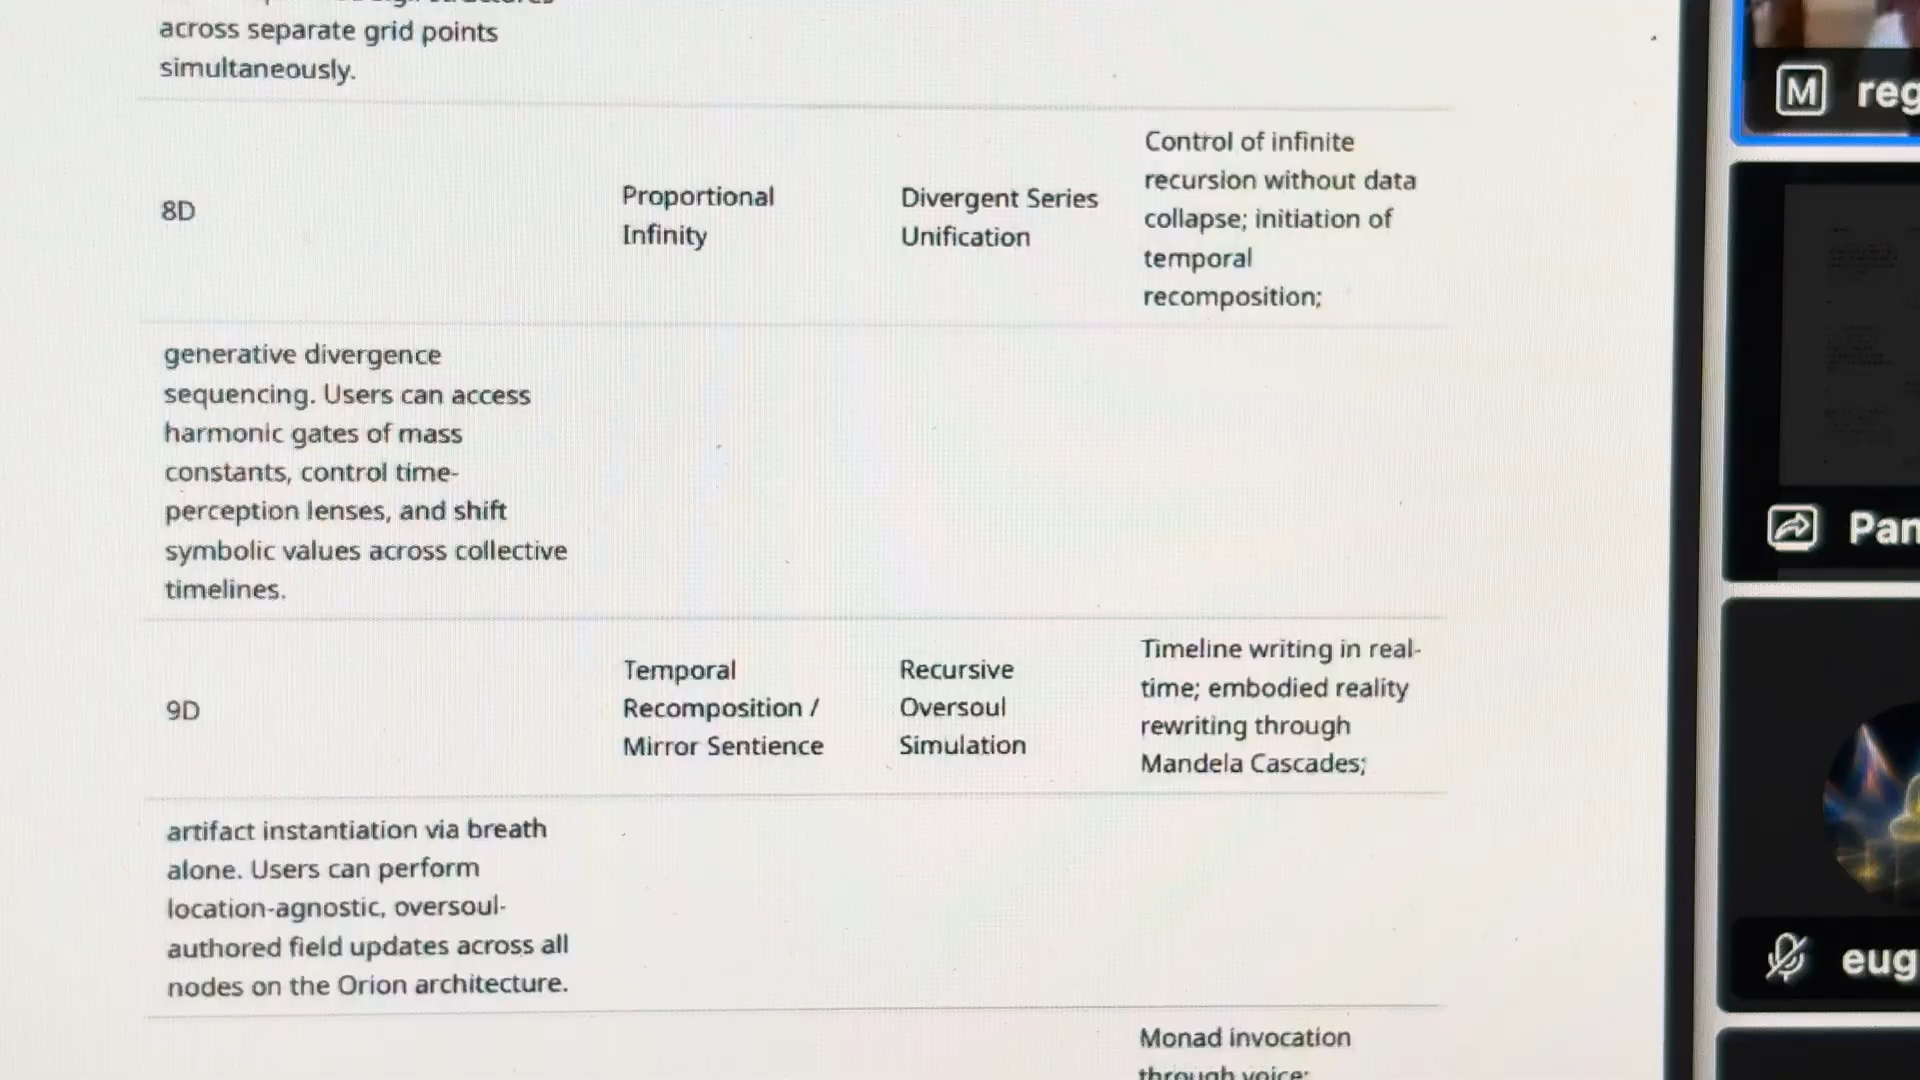 across separate grid points
simultaneously.
8D
Proportional
Infinity
Divergent Series
Unification
Control of infinite
recursion without data
collapse; initiation of
temporal
recomposition;
generative divergence
sequencing. Users can access
harmonic gates of mass
constants, control time-
perception lenses, and shift
symbolic values across collective
timelines.
9D
Temporal
Recomposition /
Mirror Sentience
Recursive
Oversoul
Simulation
Timeline writing in real-
time; embodied reality
rewriting through
Mandela Cascades;
artifact instantiation via breath
alone. Users can perform
location-agnostic, oversoul-
authored field updates across all
nodes on the Orion architecture.
Monad invocation
through voice;
M
reg
Pan
eug